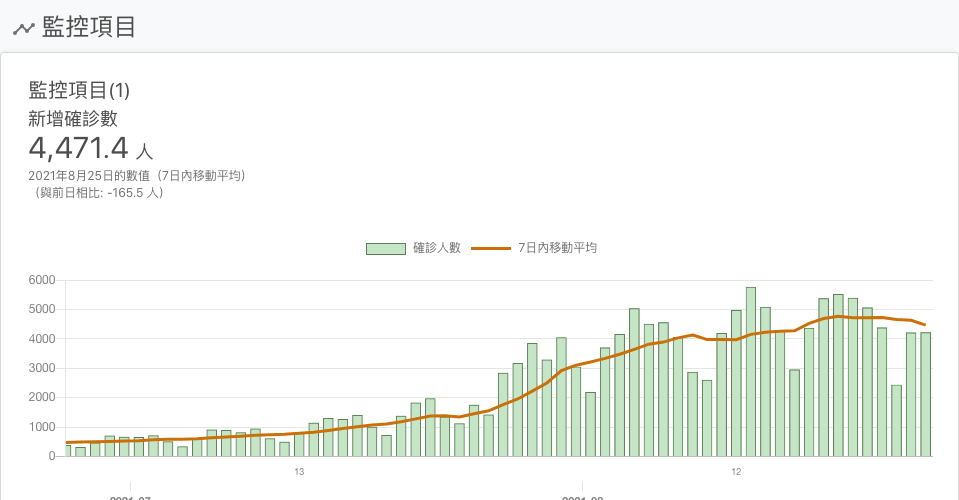 監控項目
監控項目(1)
新增確診數
4,471.4 人
2021年8月25日的數值（7日內移動平均）
（與前日相比: -165.5 人）
確診人數 7日內移動平均
6000
5000
4000
3000
2000
1000
0
13 12
2021-07 2021-08